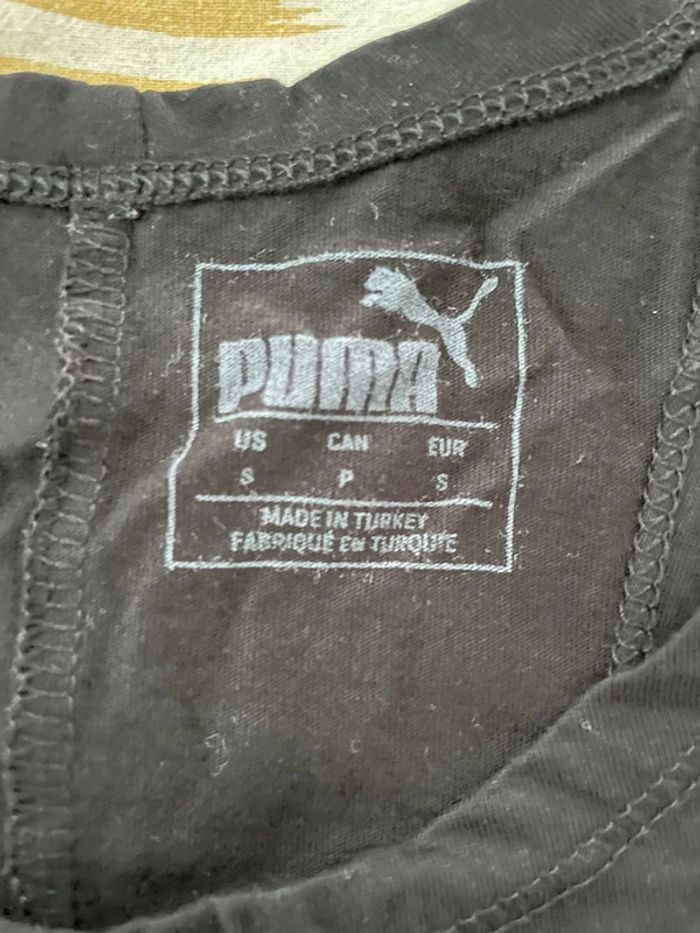 PUMA
US CAN EUR
S P S
MADE IN TURKEY
FABRIQUÉ EN TURQUIE